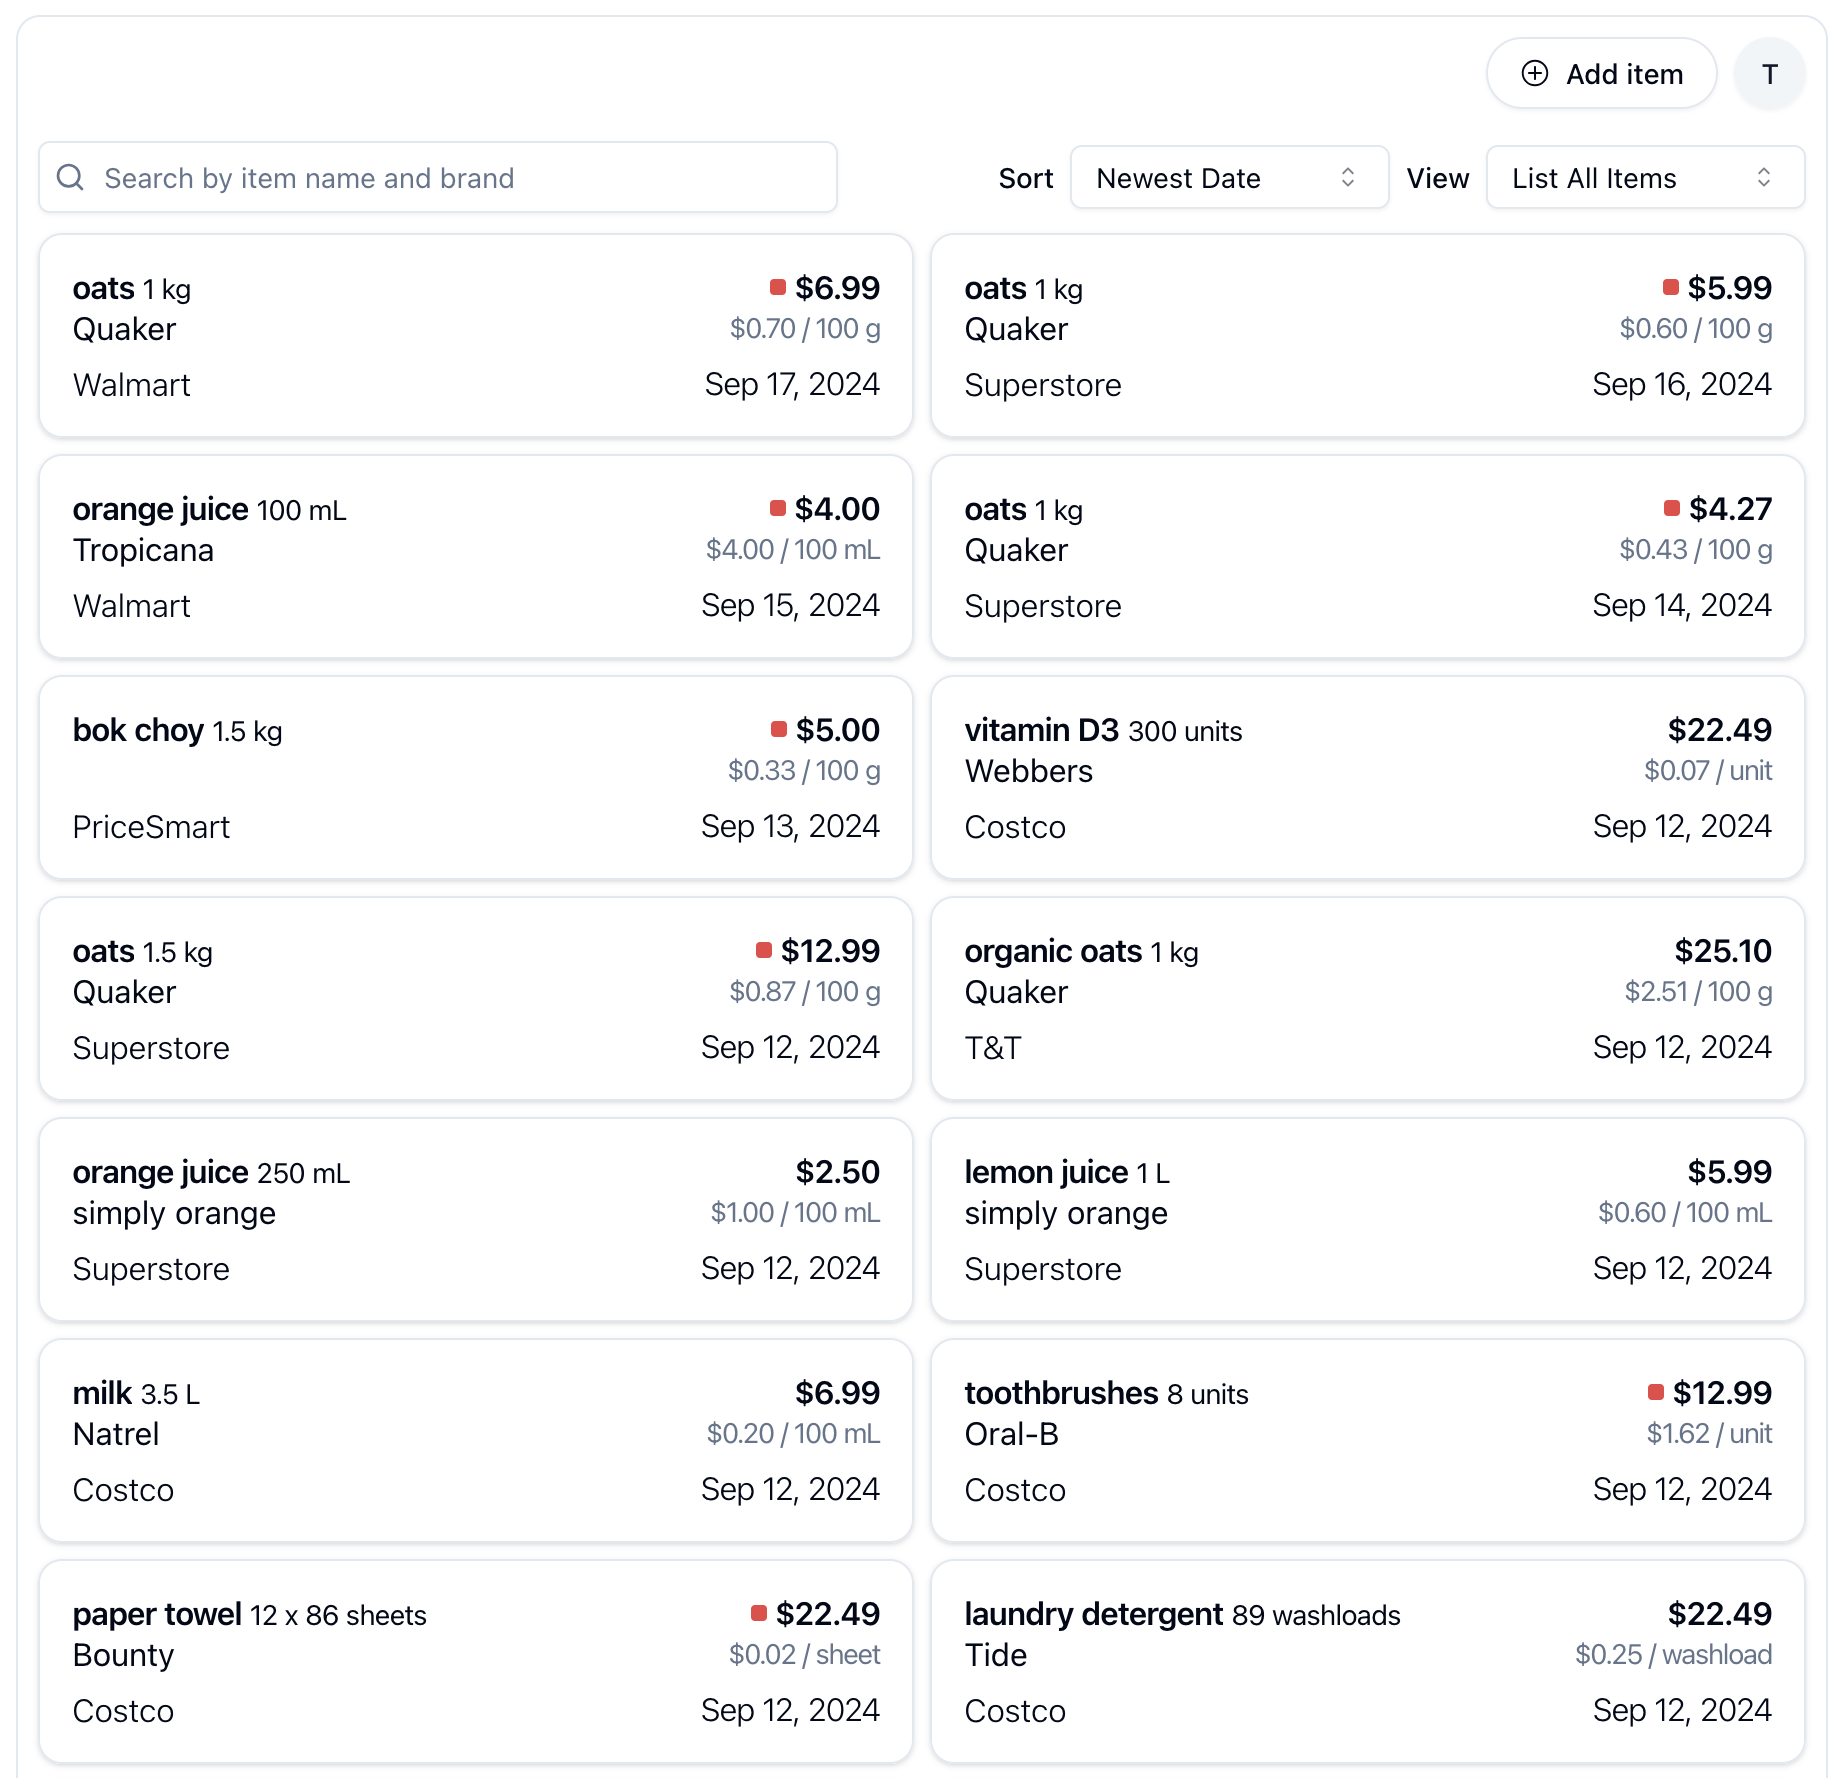 Add item
T
Search by item name and brand
Sort
Newest Date
View
List All Items
oats 1 kg
$6.99
Quaker
$0.70 / 100 g
Walmart
Sep 17, 2024
oats 1 kg
$5.99
Quaker
$0.60 / 100 g
Superstore
Sep 16, 2024
orange juice 100 mL
$4.00
Tropicana
$4.00 / 100 mL
Walmart
Sep 15, 2024
oats 1 kg
$4.27
Quaker
$0.43 / 100 g
Superstore
Sep 14, 2024
bok choy 1.5 kg
$5.00
$0.33 / 100 g
PriceSmart
Sep 13, 2024
vitamin D3 300 units
$22.49
Webbers
$0.07 / unit
Costco
Sep 12, 2024
oats 1.5 kg
$12.99
Quaker
$0.87 / 100 g
Superstore
Sep 12, 2024
organic oats 1 kg
$25.10
Quaker
$2.51 / 100 g
T&T
Sep 12, 2024
orange juice 250 mL
$2.50
simply orange
$1.00 / 100 mL
Superstore
Sep 12, 2024
lemon juice 1 L
$5.99
simply orange
$0.60 / 100 mL
Superstore
Sep 12, 2024
milk 3.5 L
$6.99
Natrel
$0.20 / 100 mL
Costco
Sep 12, 2024
toothbrushes 8 units
$12.99
Oral-B
$1.62 / unit
Costco
Sep 12, 2024
paper towel 12 x 86 sheets
$22.49
Bounty
$0.02 / sheet
Costco
Sep 12, 2024
laundry detergent 89 washloads
$22.49
Tide
$0.25 / washload
Costco
Sep 12, 2024